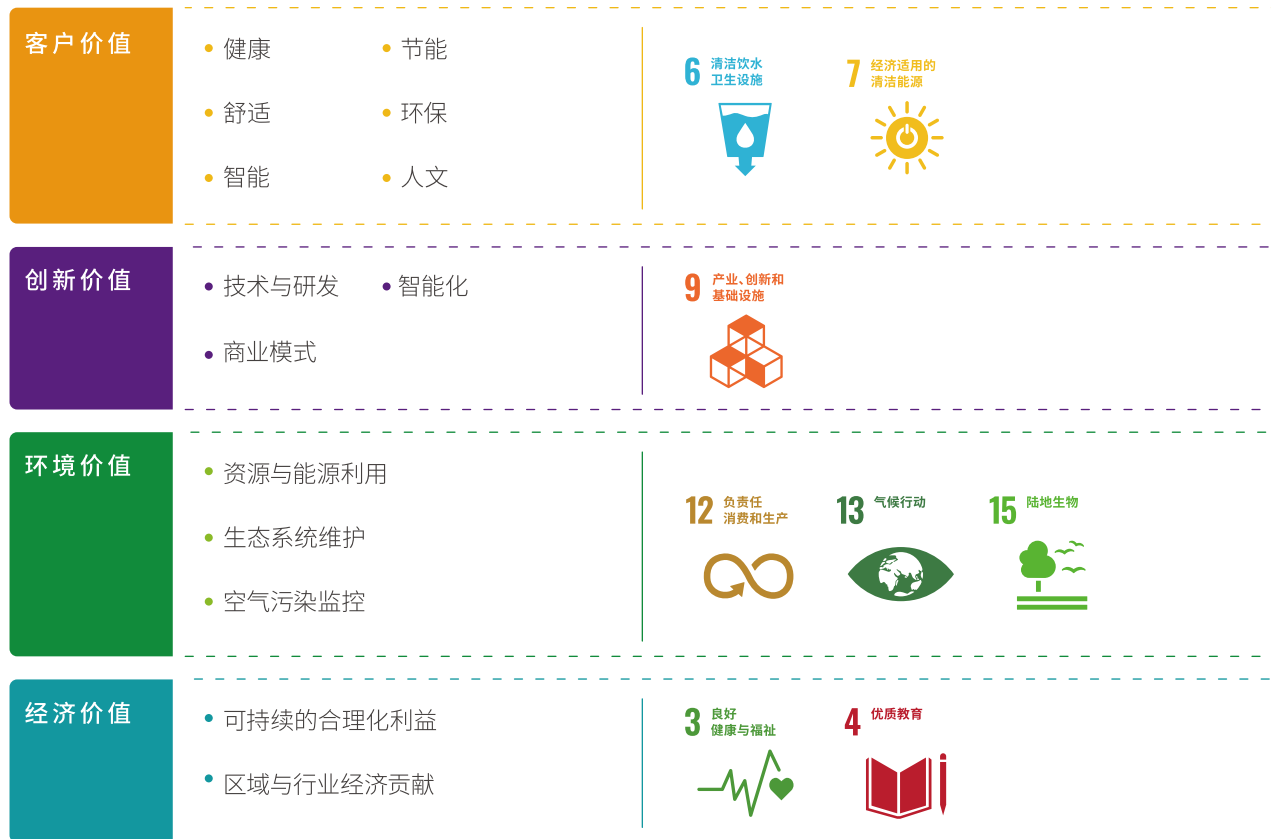 客户价值
健康
节能
舒适
环保
智能
人文
6 清洁饮水
卫生设施
7 经济适用的
清洁能源
创新价值
技术与研发
智能化
商业模式
9 产业、创新和
基础设施
环境价值
资源与能源利用
生态系统维护
空气污染监控
12 负责任
消费和生产
13 气候行动
15 陆地生物
经济价值
可持续的合理化利益
区域与行业经济贡献
3 良好
健康与福祉
4 优质教育